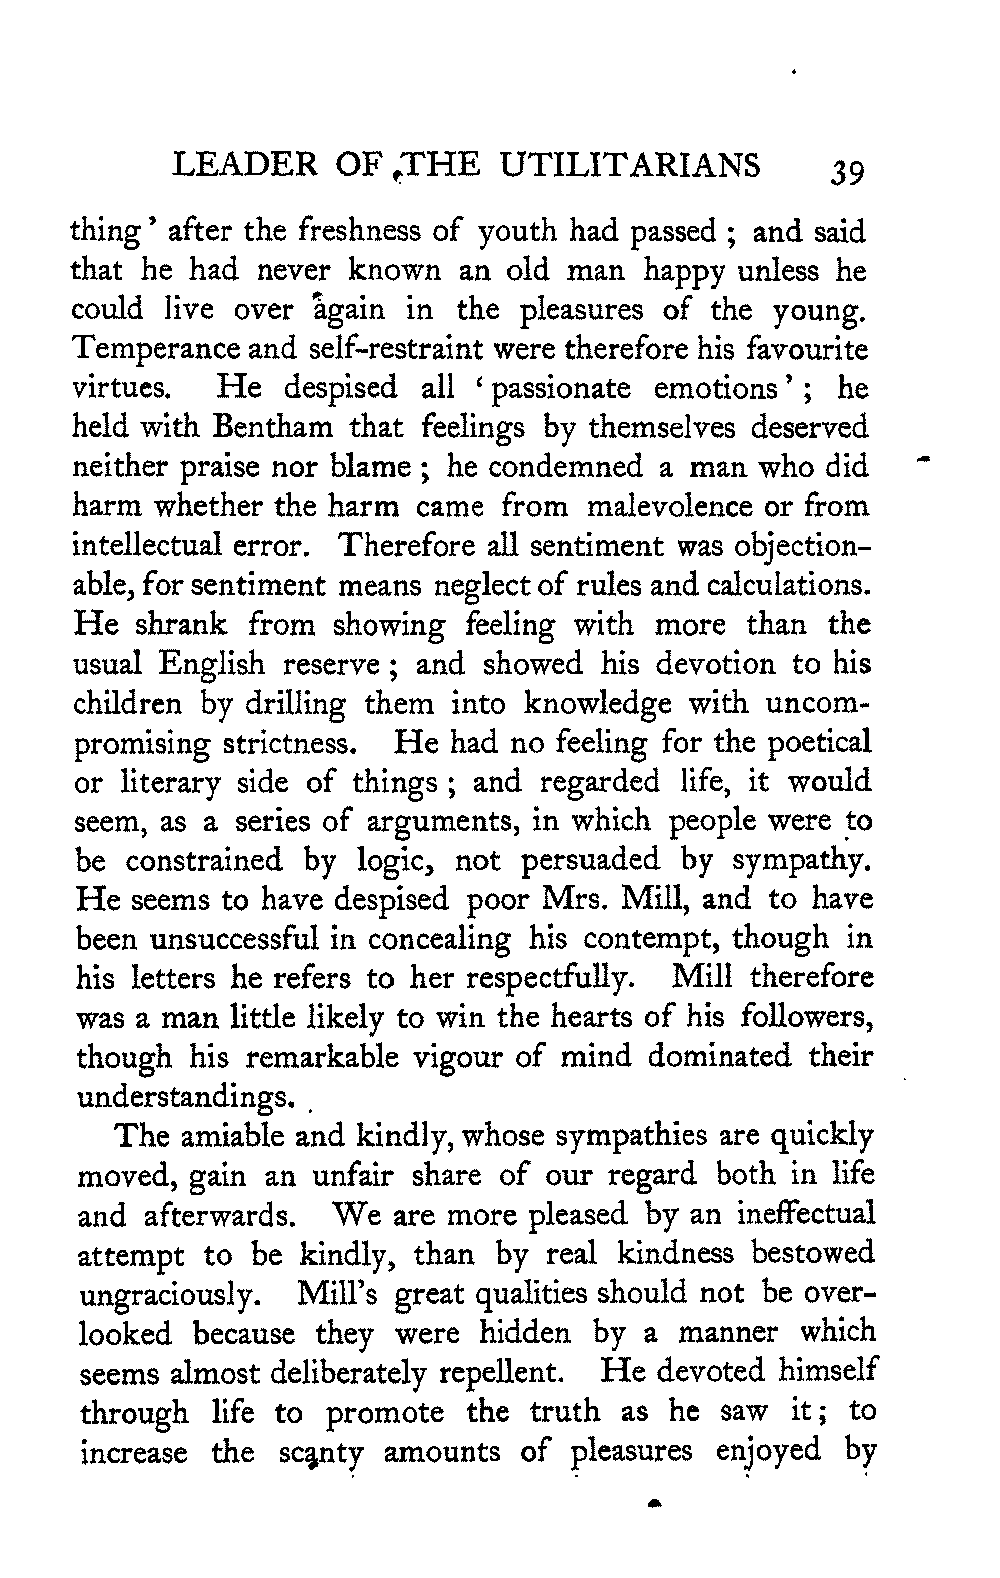 LEADER OF THE UTILITARIANS 39
thing’ after the freshness of youth had passed ; and said
that he had never known an old man happy unless he
could live over again in the pleasures of the young.
Temperance and self-restraint were therefore his favourite
virtues. He despised all ‘passionate emotions’ ; he
held with Bentham that feelings by themselves deserved
neither praise nor blame ; he condemned a man who did
harm whether the harm came from malevolence or from
intellectual error. Therefore all sentiment was objection-
able, for sentiment means neglect of rules and calculations.
He shrank from showing feeling with more than the
usual English reserve ; and showed his devotion to his
children by drilling them into knowledge with uncom-
promising strictness. He had no feeling for the poetical
or literary side of things ; and regarded life, it would
seem, as a series of arguments, in which people were to
be constrained by logic, not persuaded by sympathy.
He seems to have despised poor Mrs. Mill, and to have
been unsuccessful in concealing his contempt, though in
his letters he refers to her respectfully. Mill therefore
was a man little likely to win the hearts of his followers,
though his remarkable vigour of mind dominated their
understandings.
The amiable and kindly, whose sympathies are quickly
moved, gain an unfair share of our regard both in life
and afterwards. We are more pleased by an ineffectual
attempt to be kindly, than by real kindness bestowed
ungraciously. Mill’s great qualities should not be over-
looked because they were hidden by a manner which
seems almost deliberately repellent. He devoted himself
through life to promote the truth as he saw it ; to
increase the scanty amounts of pleasures enjoyed by